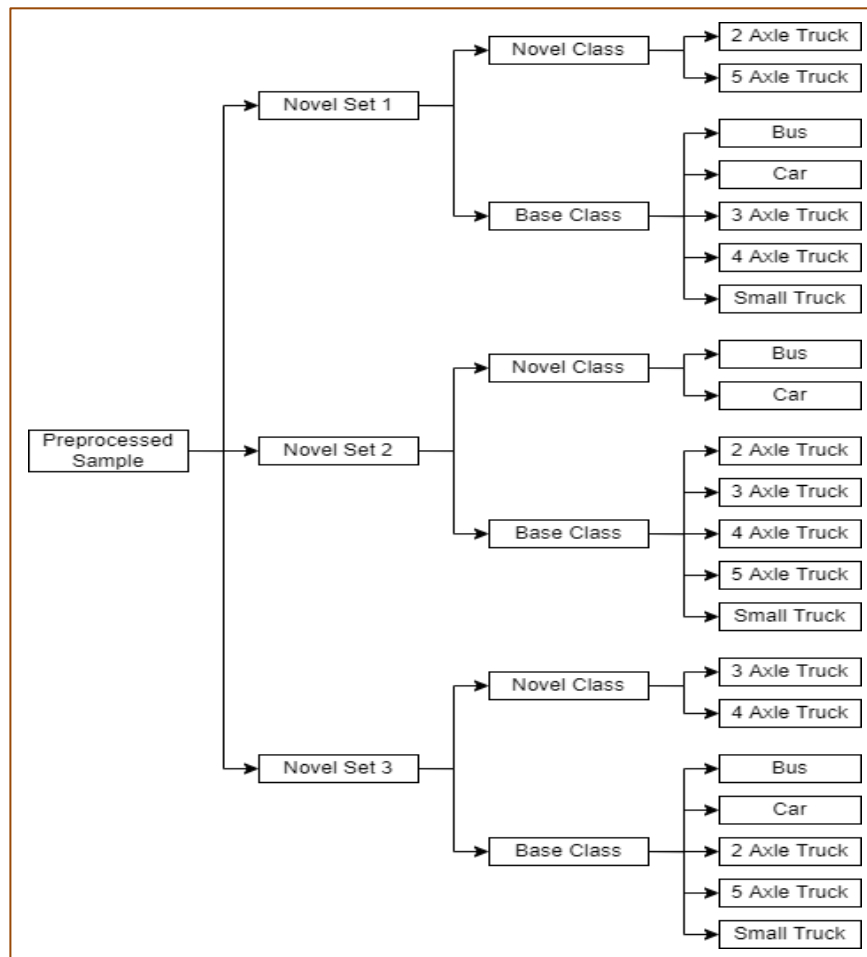 Preprocessed
Sample
Novel Set 1
Novel Class
2 Axle Truck
5 Axle Truck
Base Class
Bus
Car
3 Axle Truck
4 Axle Truck
Small Truck
Novel Set 2
Novel Class
Bus
Car
Base Class
2 Axle Truck
3 Axle Truck
4 Axle Truck
5 Axle Truck
Small Truck
Novel Set 3
Novel Class
3 Axle Truck
4 Axle Truck
Base Class
Bus
Car
2 Axle Truck
5 Axle Truck
Small Truck